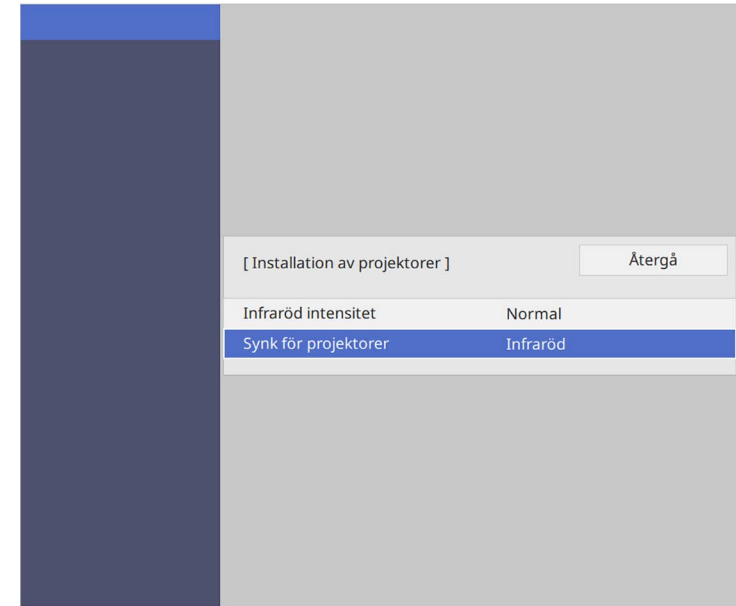 [ Installation av projektorer ]
Återgå
Infraröd intensitet Normal
Synk för projektorer Infraröd